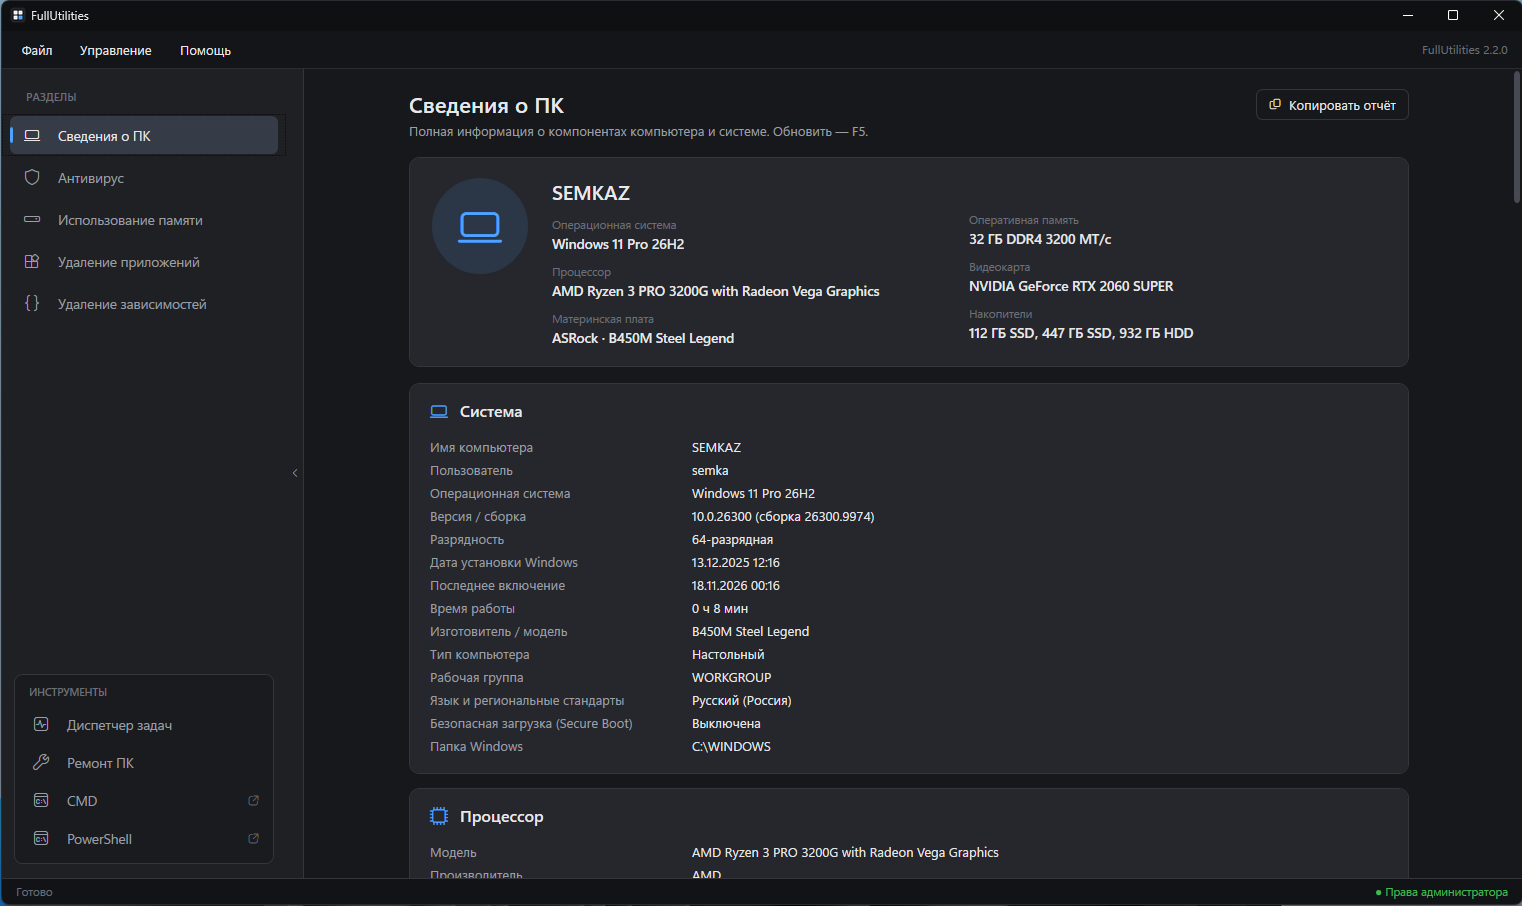 FullUtilities
Файл Управление Помощь
FullUtilities 2.2.0
РАЗДЕЛЫ
Сведения о ПК
Антивирус
Использование памяти
Удаление приложений
Удаление зависимостей
ИНСТРУМЕНТЫ
Диспетчер задач
Ремонт ПК
CMD
PowerShell
Сведения о ПК
Полная информация о компонентах компьютера и системе. Обновить — F5.
Копировать отчёт
SEMKAZ
Операционная система
Windows 11 Pro 26H2
Процессор
AMD Ryzen 3 PRO 3200G with Radeon Vega Graphics
Материнская плата
ASRock · B450M Steel Legend
Оперативная память
32 ГБ DDR4 3200 МТ/с
Видеокарта
NVIDIA GeForce RTX 2060 SUPER
Накопители
112 ГБ SSD, 447 ГБ SSD, 932 ГБ HDD
Система
Имя компьютера SEMKAZ
Пользователь semka
Операционная система Windows 11 Pro 26H2
Версия / сборка 10.0.26300 (сборка 26300.9974)
Разрядность 64-разрядная
Дата установки Windows 13.12.2025 12:16
Последнее включение 18.11.2026 00:16
Время работы 0 ч 8 мин
Изготовитель / модель B450M Steel Legend
Тип компьютера Настольный
Рабочая группа WORKGROUP
Язык и региональные стандарты Русский (Россия)
Безопасная загрузка (Secure Boot) Выключена
Папка Windows C:\WINDOWS
Процессор
Модель AMD Ryzen 3 PRO 3200G with Radeon Vega Graphics
Производитель AMD
Готово
Права администратора